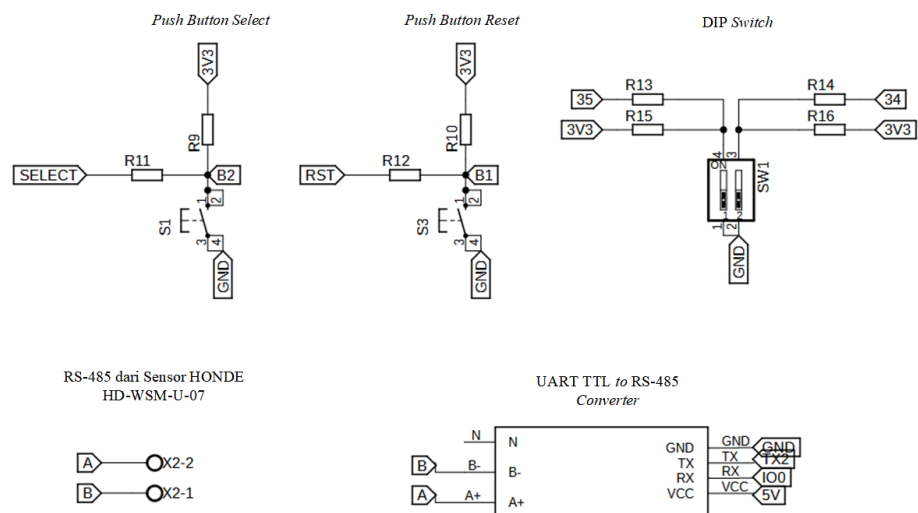 Push Button Select
Push Button Reset
DIP Switch
3V3
3V3
35
R13
R14
34
3V3
R15
R16
3V3
R9
R10
SELECT
R11
B2
RST
R12
B1
4
3
ON
1
2
SW1
1
2
1
2
1
2
S1
S3
3
4
3
4
GND
GND
GND
RS-485 dari Sensor HONDE
HD-WSM-U-07
UART TTL to RS-485
Converter
A
X2-2
B
X2-1
N
N
B
B-
B-
A
A+
A+
GND
GND
GND
TX
TX
TX2
RX
RX
IO0
VCC
VCC
5V